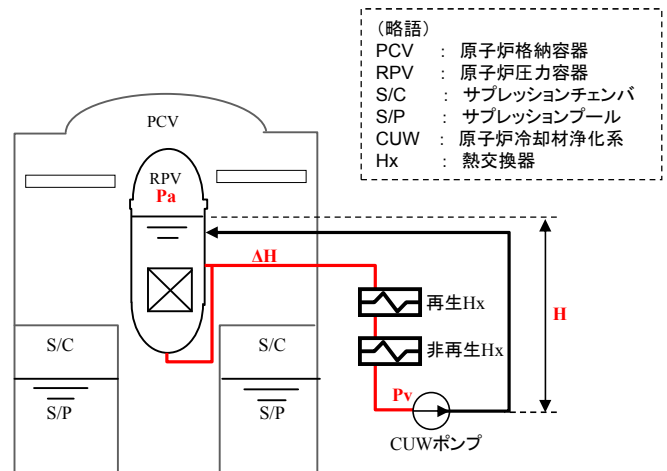 (略語)
PCV : 原子炉格納容器
RPV : 原子炉圧力容器
S/C : サプレッションチェンバ
S/P : サプレッションプール
CUW : 原子炉冷却材浄化系
Hx : 熱交換器
PCV
RPV
Pa
ΔH
再生Hx
H
非再生Hx
S/C
S/C
Pv
S/P
S/P
CUWポンプ